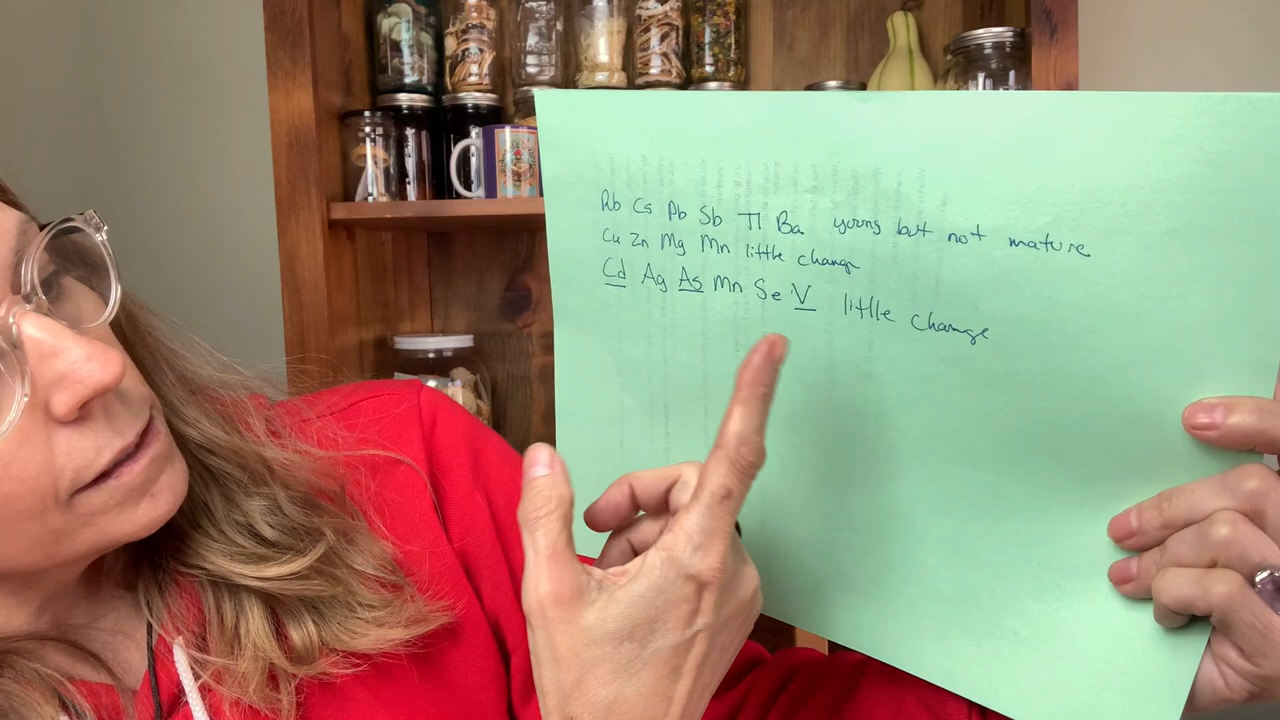 Rb Cs Pb Sb Tl Ba young but not mature
Cu Zn Mg Mn little change
Cd Ag As Mn Se V little change